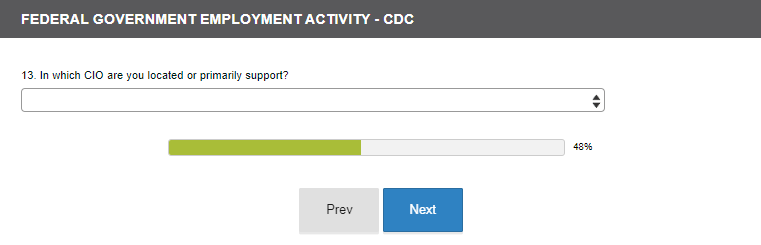 FEDERAL GOVERNMENT EMPLOYMENT ACTIVITY - CDC
13. In which CIO are you located or primarily support?
48%
Prev
Next